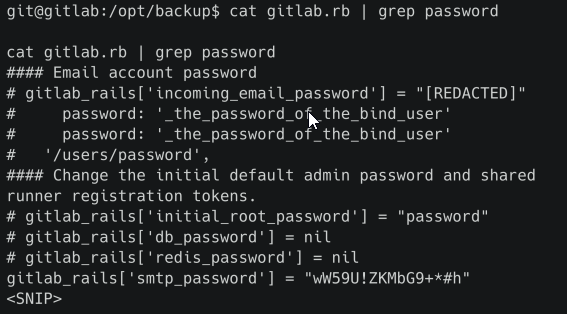 git@gitlab:/opt/backup$ cat gitlab.rb | grep password
cat gitlab.rb | grep password
#### Email account password
# gitlab_rails['incoming_email_password'] = "[REDACTED]"
#     password: '_the_password_of_the_bind_user'
#     password: '_the_password_of_the_bind_user'
#   '/users/password',
#### Change the initial default admin password and shared
runner registration tokens.
# gitlab_rails['initial_root_password'] = "password"
# gitlab_rails['db_password'] = nil
# gitlab_rails['redis_password'] = nil
gitlab_rails['smtp_password'] = "wW59U!ZKMbG9+*#h"
<SNIP>